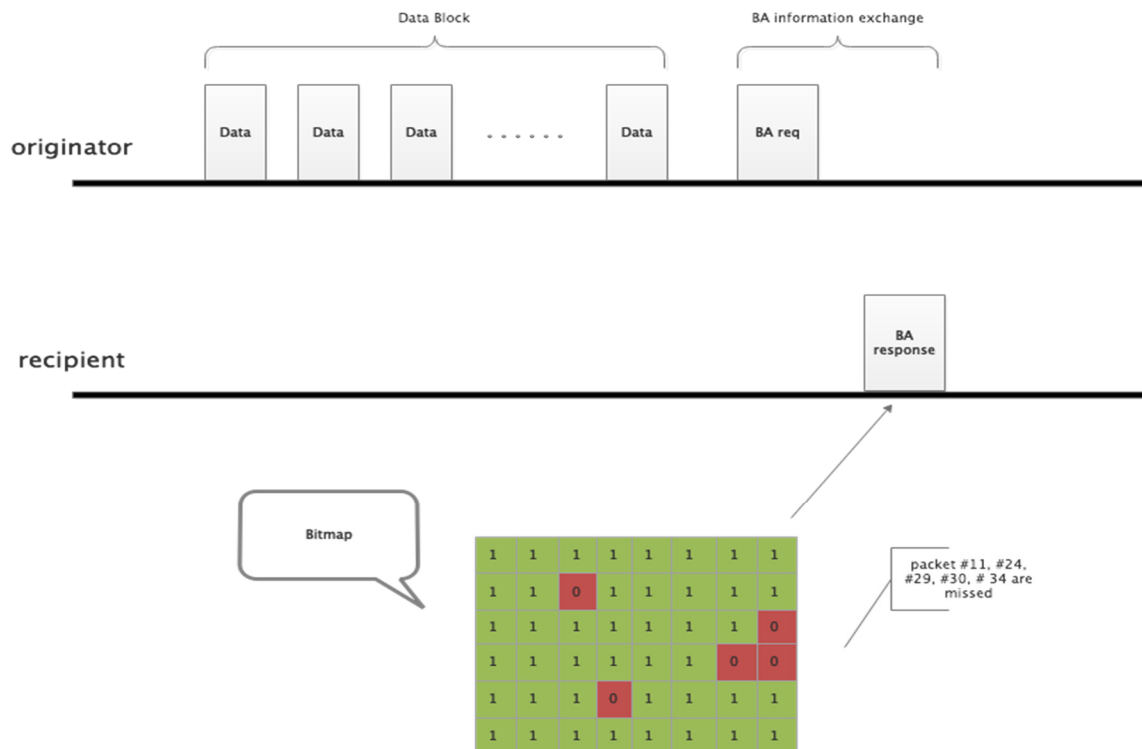 Data Block
BA information exchange
originator
Data
Data
Data
Data
BA req
recipient
BA
response
Bitmap
1 1 1 1 1 1 1 1
1 1 0 1 1 1 1 1
1 1 1 1 1 1 1 0
1 1 1 1 1 1 0 0
1 1 1 0 1 1 1 1
1 1 1 1 1 1 1 1
packet #11, #24,
#29, #30, # 34 are
missed